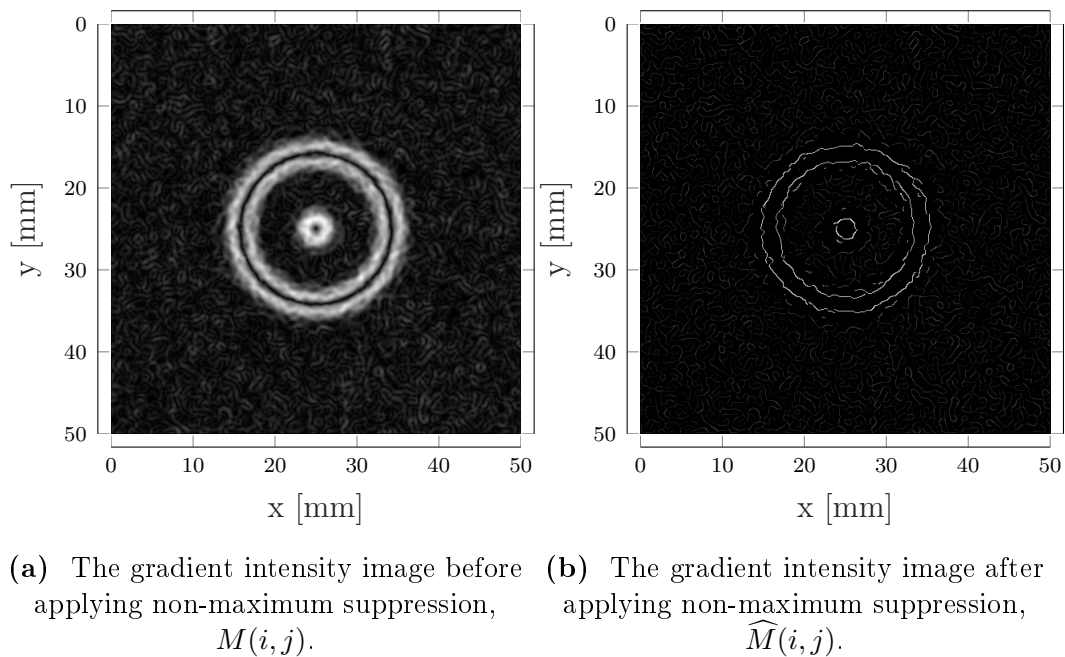 0
10
20
30
40
50
y [mm]
0 10 20 30 40 50
x [mm]
(a) The gradient intensity image before
applying non-maximum suppression,
M(i, j).
0
10
20
30
40
50
y [mm]
0 10 20 30 40 50
x [mm]
(b) The gradient intensity image after
applying non-maximum suppression,
M̂(i, j).